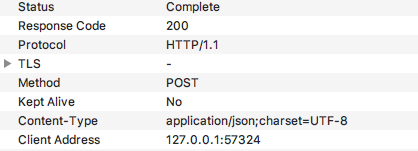 Status Complete
Response Code 200
Protocol HTTP/1.1
TLS -
Method POST
Kept Alive No
Content-Type application/json;charset=UTF-8
Client Address 127.0.0.1:57324